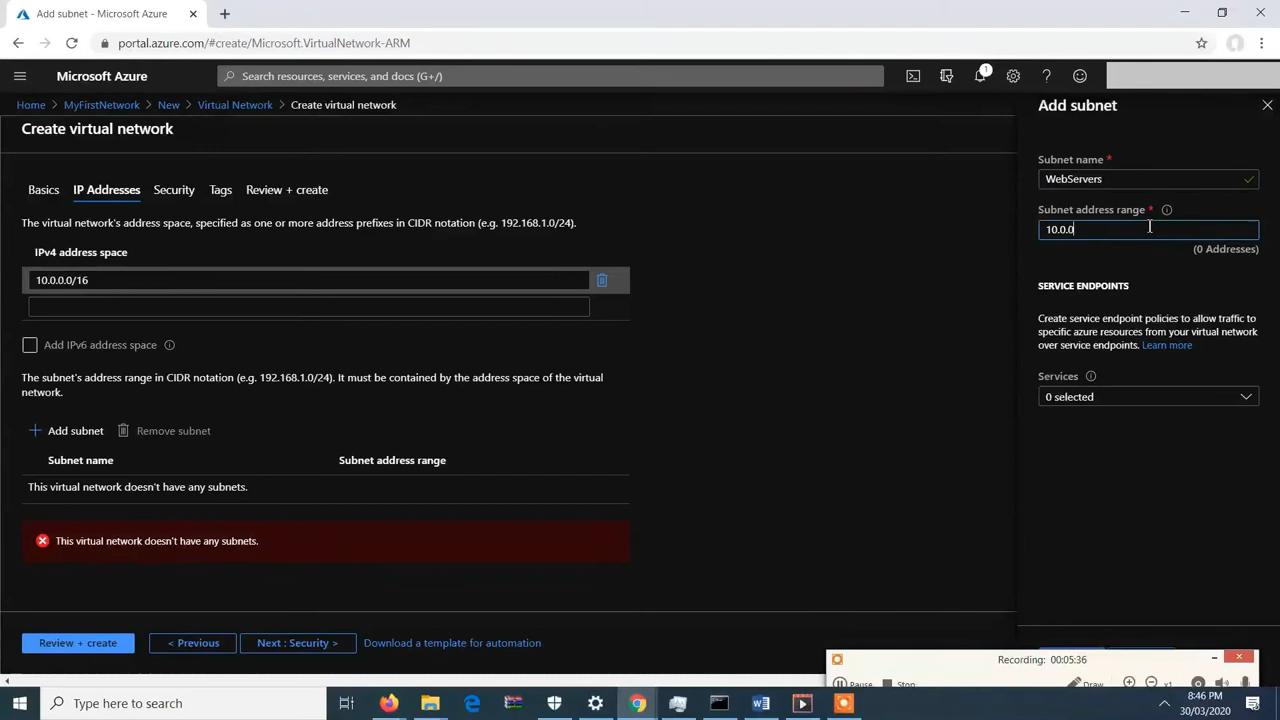 Add subnet - Microsoft Azure
portal.azure.com/#create/Microsoft.VirtualNetwork-ARM
Microsoft Azure
Search resources, services, and docs (G+/)
1
Home > MyFirstNetwork > New > Virtual Network > Create virtual network
Create virtual network
Basics IP Addresses Security Tags Review + create
The virtual network's address space, specified as one or more address prefixes in CIDR notation (e.g. 192.168.1.0/24).
IPv4 address space
10.0.0.0/16
Add IPv6 address space
The subnet's address range in CIDR notation (e.g. 192.168.1.0/24). It must be contained by the address space of the virtual
network.
Add subnet Remove subnet
Subnet name Subnet address range
This virtual network doesn't have any subnets.
This virtual network doesn't have any subnets.
Review + create < Previous Next : Security > Download a template for automation
Add subnet
Subnet name *
WebServers
Subnet address range *
10.0.0
(0 Addresses)
SERVICE ENDPOINTS
Create service endpoint policies to allow traffic to
specific azure resources from your virtual network
over service endpoints. Learn more
Services
0 selected
Recording: 00:05:36
Pause Stop Draw x1
Type here to search
8:46 PM
30/03/2020